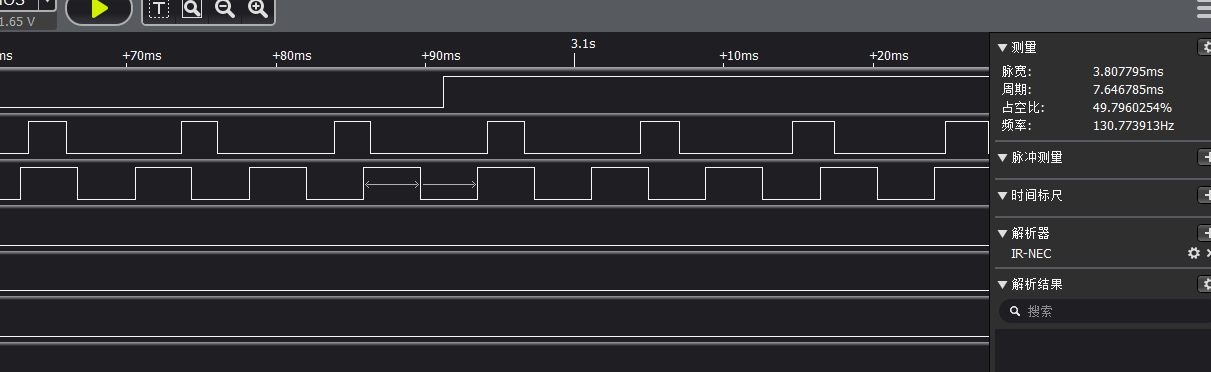 1.65 V
T
3.1s
ms
+70ms
+80ms
+90ms
+10ms
+20ms
测量
脉宽: 3.807795ms
周期: 7.646785ms
占空比: 49.7960254%
频率: 130.773913Hz
脉冲测量
时间标尺
解析器
IR-NEC
解析结果
搜索